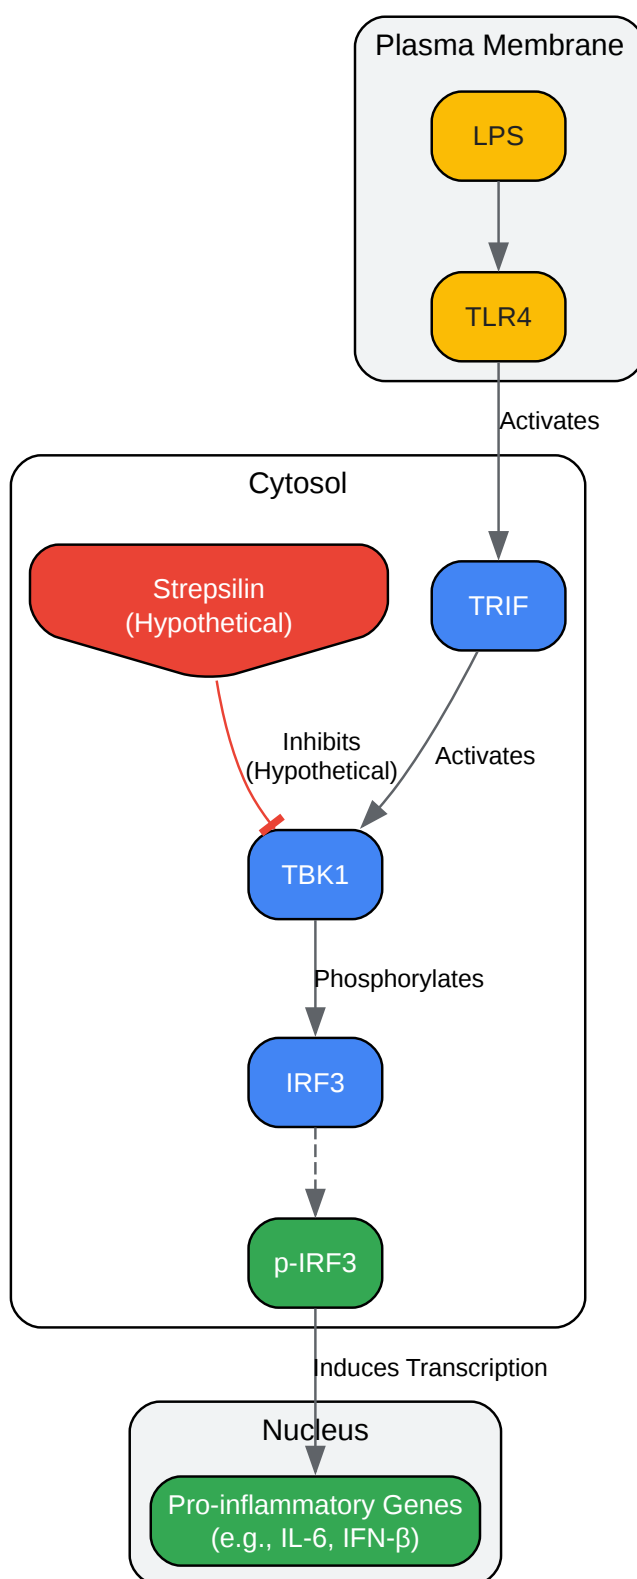 Plasma Membrane
LPS
TLR4
Activates
Cytosol
Strepsilin
(Hypothetical)
TRIF
Inhibits
(Hypothetical)
Activates
TBK1
Phosphorylates
IRF3
p-IRF3
Induces Transcription
Nucleus
Pro-inflammatory Genes
(e.g., IL-6, IFN-β)